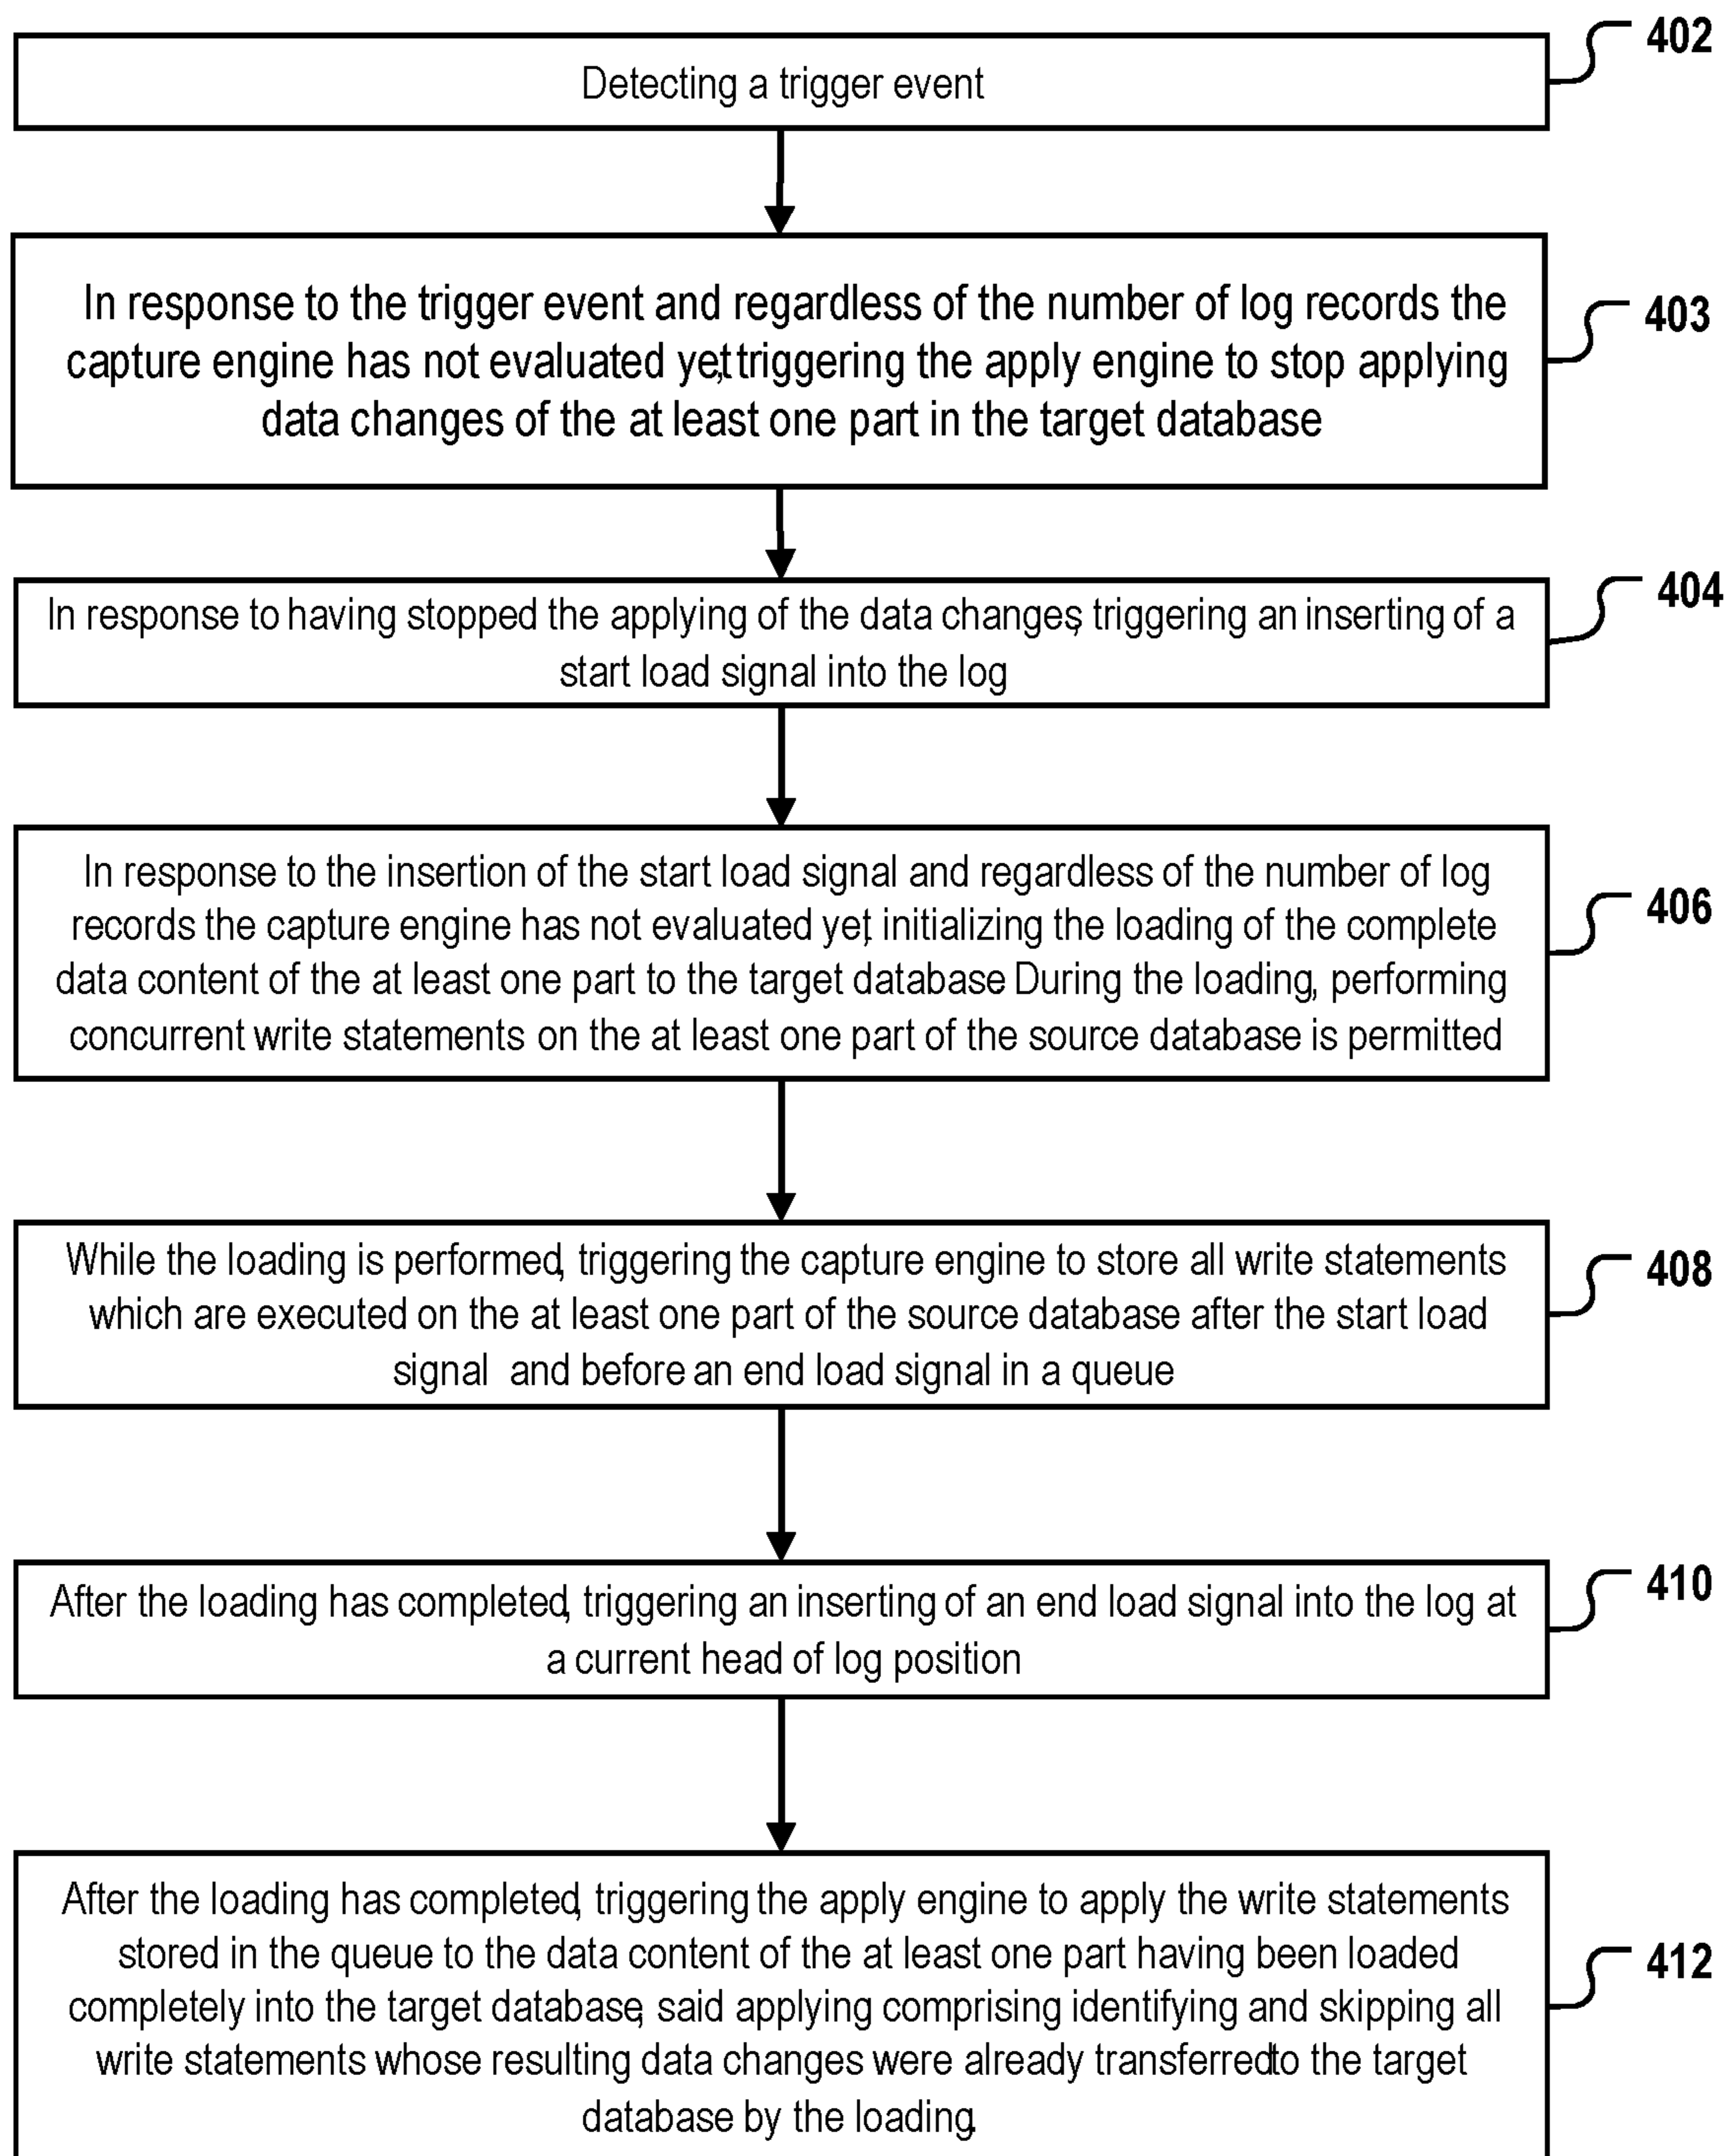 402
Detecting a trigger event
In response to the trigger event and regardless of the number of log records the
403
capture engine has not evaluated yet, triggering the apply engine to stop applying
data changes of the at least one part in the target database
404
In response to having stopped the applying of the data changes, triggering an inserting of a
start load signal into the log
In response to the insertion of the start load signal and regardless of the number of log
406
records the capture engine has not evaluated yet, initializing the loading of the complete
data content of the at least one part to the target database. During the loading, performing
concurrent write statements on the at least one part of the source database is permitted
While the loading is performed, triggering the capture engine to store all write statements
408
which are executed on the at least one part of the source database after the start load
signal and before an end load signal in a queue
410
After the loading has completed, triggering an inserting of an end load signal into the log at
a current head of log position
After the loading has completed, triggering the apply engine to apply the write statements
stored in the queue to the data content of the at least one part having been loaded
412
completely into the target database, said applying comprising identifying and skipping all
write statements whose resulting data changes were already transferred to the target
database by the loading.